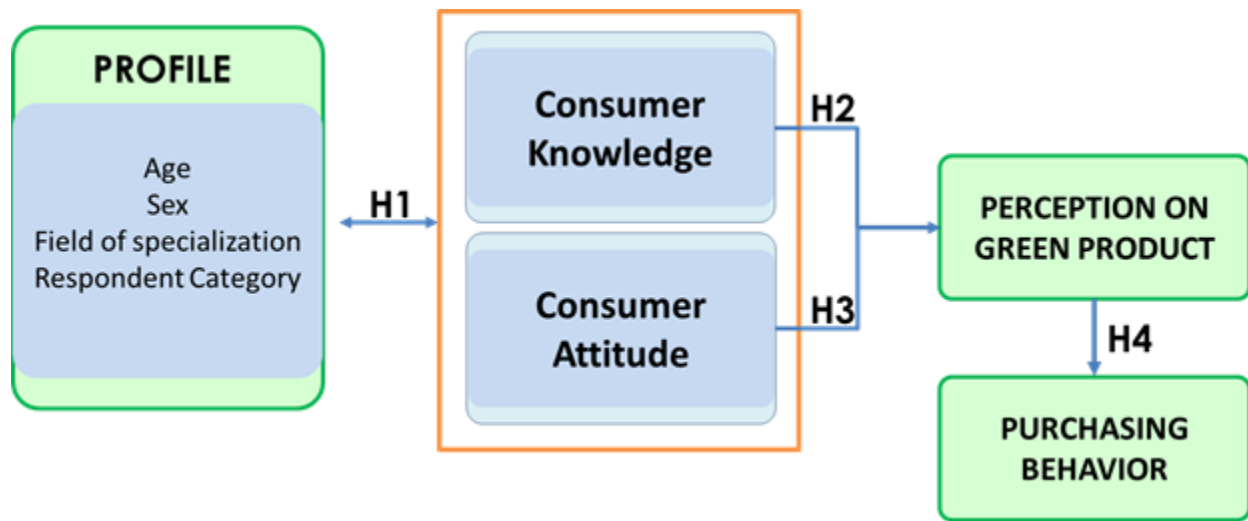 PROFILE
Age
Sex
Field of specialization
Respondent Category
H1
Consumer
Knowledge
Consumer
Attitude
H2
H3
PERCEPTION ON
GREEN PRODUCT
H4
PURCHASING
BEHAVIOR